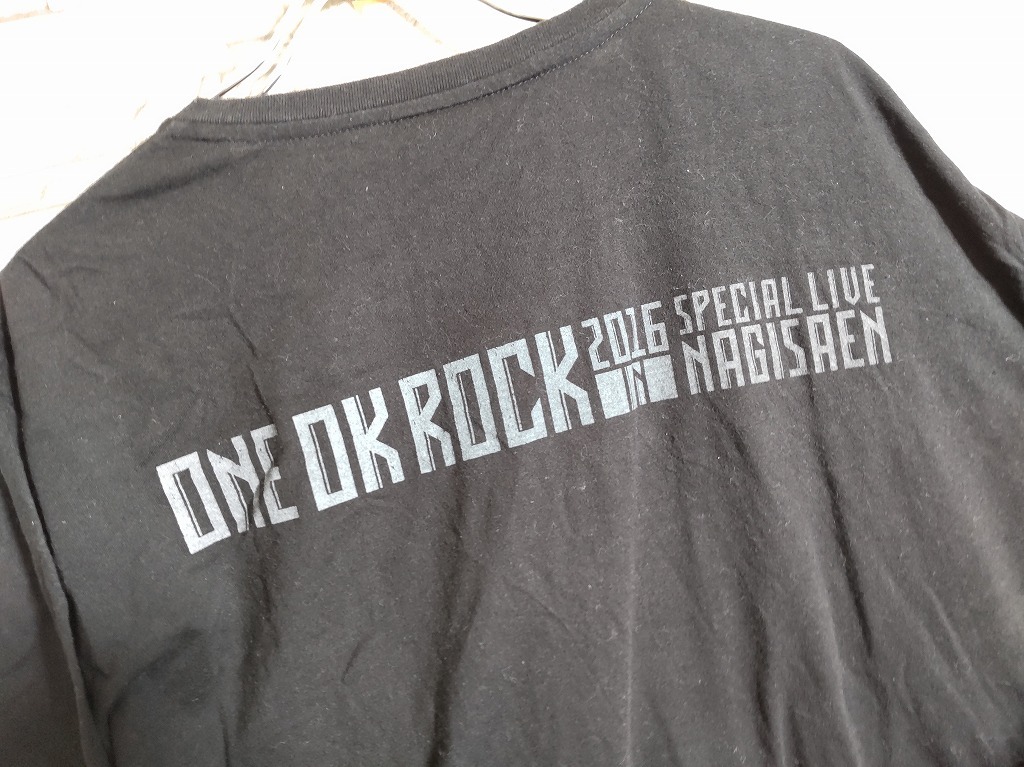 ONE OK ROCK
2016
IN
SPECIAL LIVE
NAGISAEN